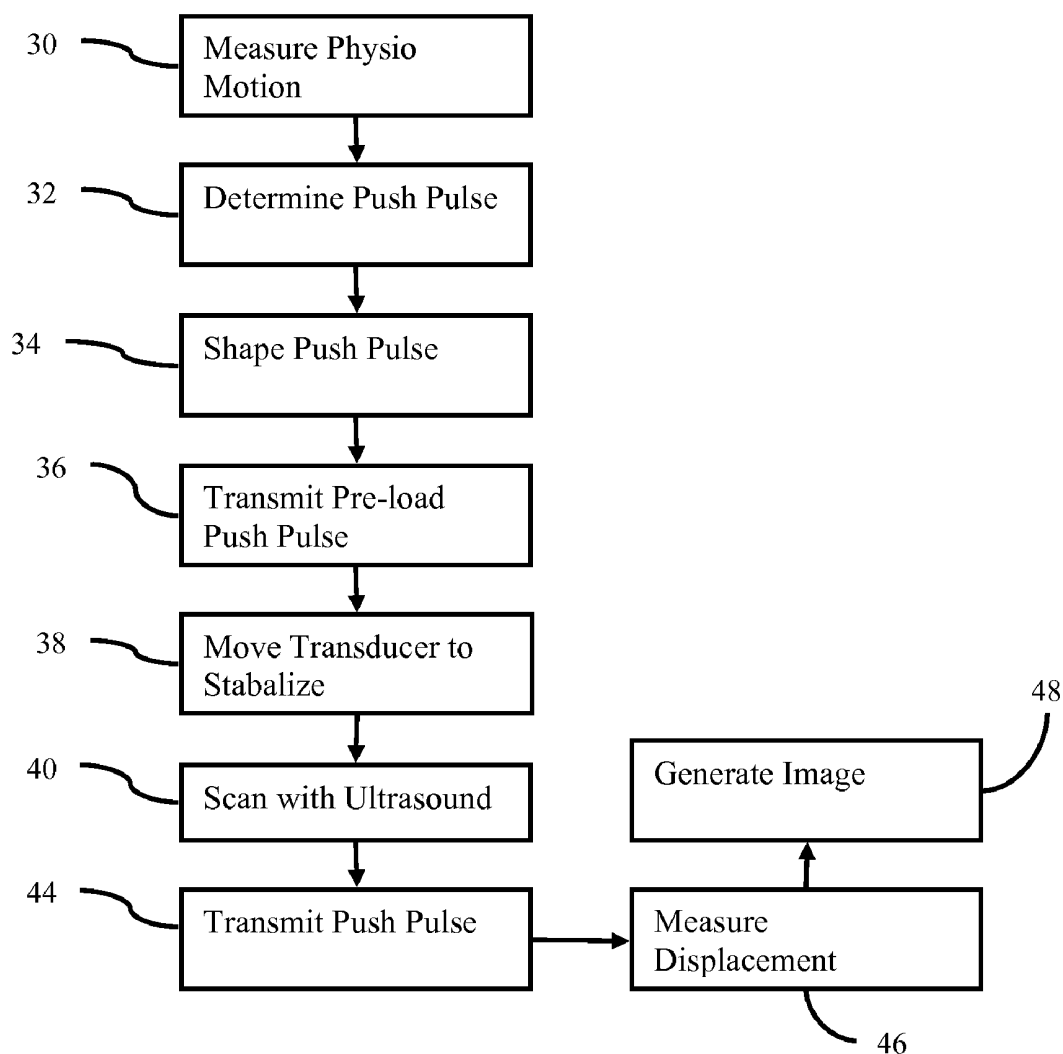 30
Measure Physio
Motion
32
Determine Push Pulse
34
Shape Push Pulse
36
Transmit Pre-load
Push Pulse
38
Move Transducer to
Stabalize
40
Scan with Ultrasound
44
Transmit Push Pulse
Measure
Displacement
46
Generate Image
48